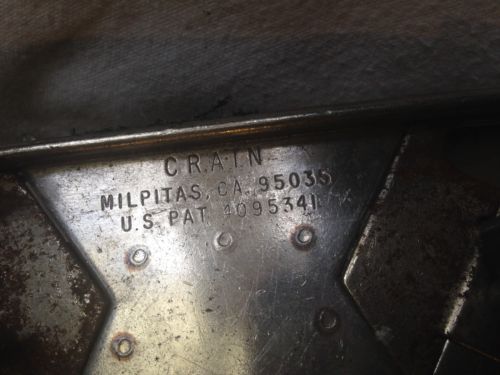 CRAIN
MILPITAS, CA. 95035
U.S. PAT. 4095341